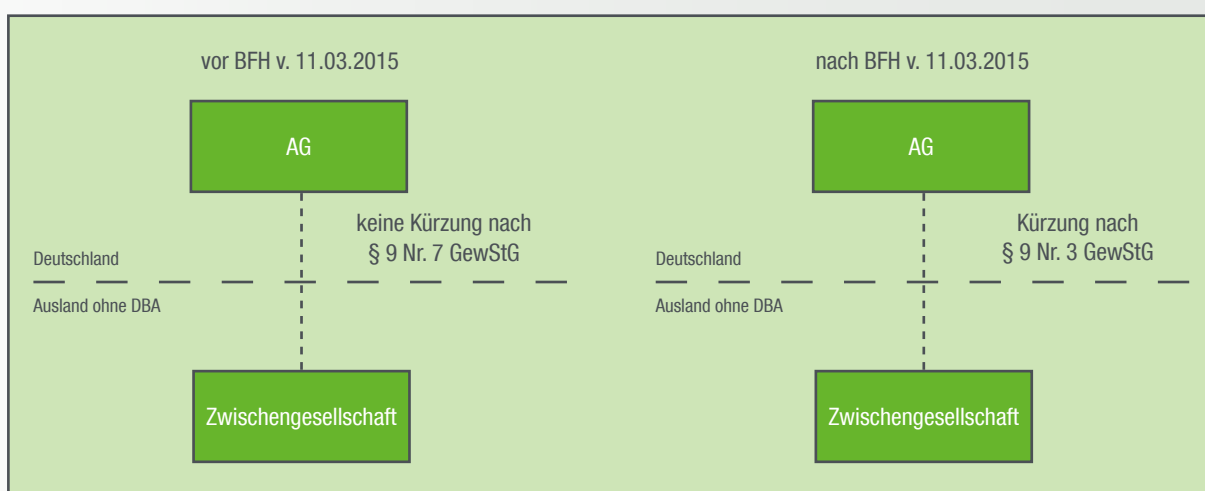 vor BFH v. 11.03.2015
AG
keine Kürzung nach
§ 9 Nr. 7 GewStG
Deutschland
Ausland ohne DBA
Zwischengesellschaft
nach BFH v. 11.03.2015
AG
Kürzung nach
§ 9 Nr. 3 GewStG
Deutschland
Ausland ohne DBA
Zwischengesellschaft